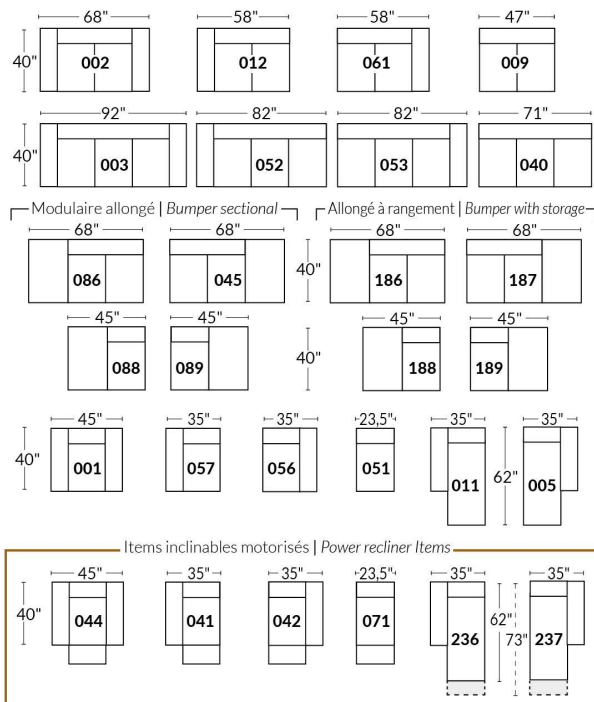 68" 58" 58" 47"
40" 002 012 061 009
92" 82" 82" 71"
40" 003 052 053 040
Modulaire allongé | Bumper sectional Allongé à rangement | Bumper with storage
68" 68" 68" 68"
086 045 40" 186 187
45" 45" 45" 45"
088 089 40" 188 189
45" 35" 35" 23,5" 35" 35"
40" 001 057 056 051 011 62" 005
Items inclinables motorisés | Power recliner Items
45" 35" 35" 23,5" 35" 35"
40" 044 041 042 071 236 62" 73" 237